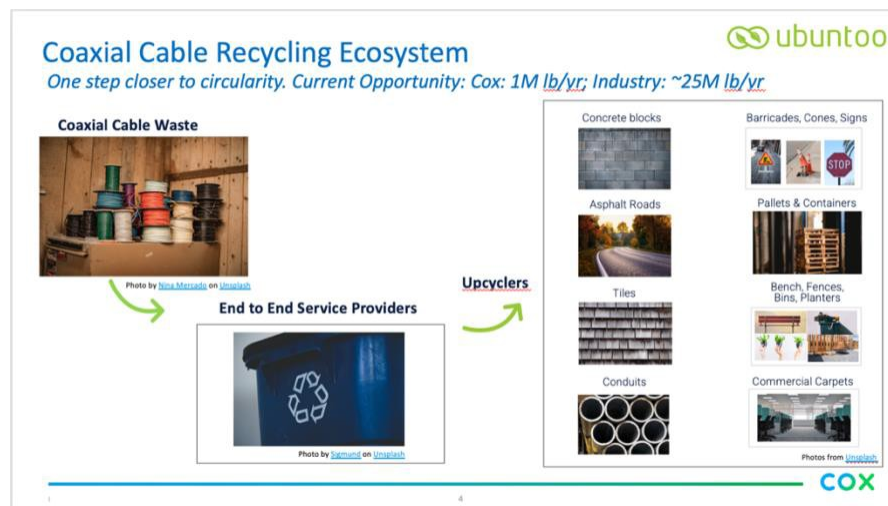 ubuntoo
Coaxial Cable Recycling Ecosystem
One step closer to circularity. Current Opportunity: Cox: 1M lb/yr; Industry: ~25M lb/yr
Coaxial Cable Waste
Photo by Nina Mercado on Unsplash
End to End Service Providers
Photo by Sigmund on Unsplash
Upcyclers
Concrete blocks
Barricades, Cones, Signs
STOP
Asphalt Roads
Pallets & Containers
Tiles
Bench, Fences,
Bins, Planters
Conduits
Commercial Carpets
Photos from Unsplash
COX
4